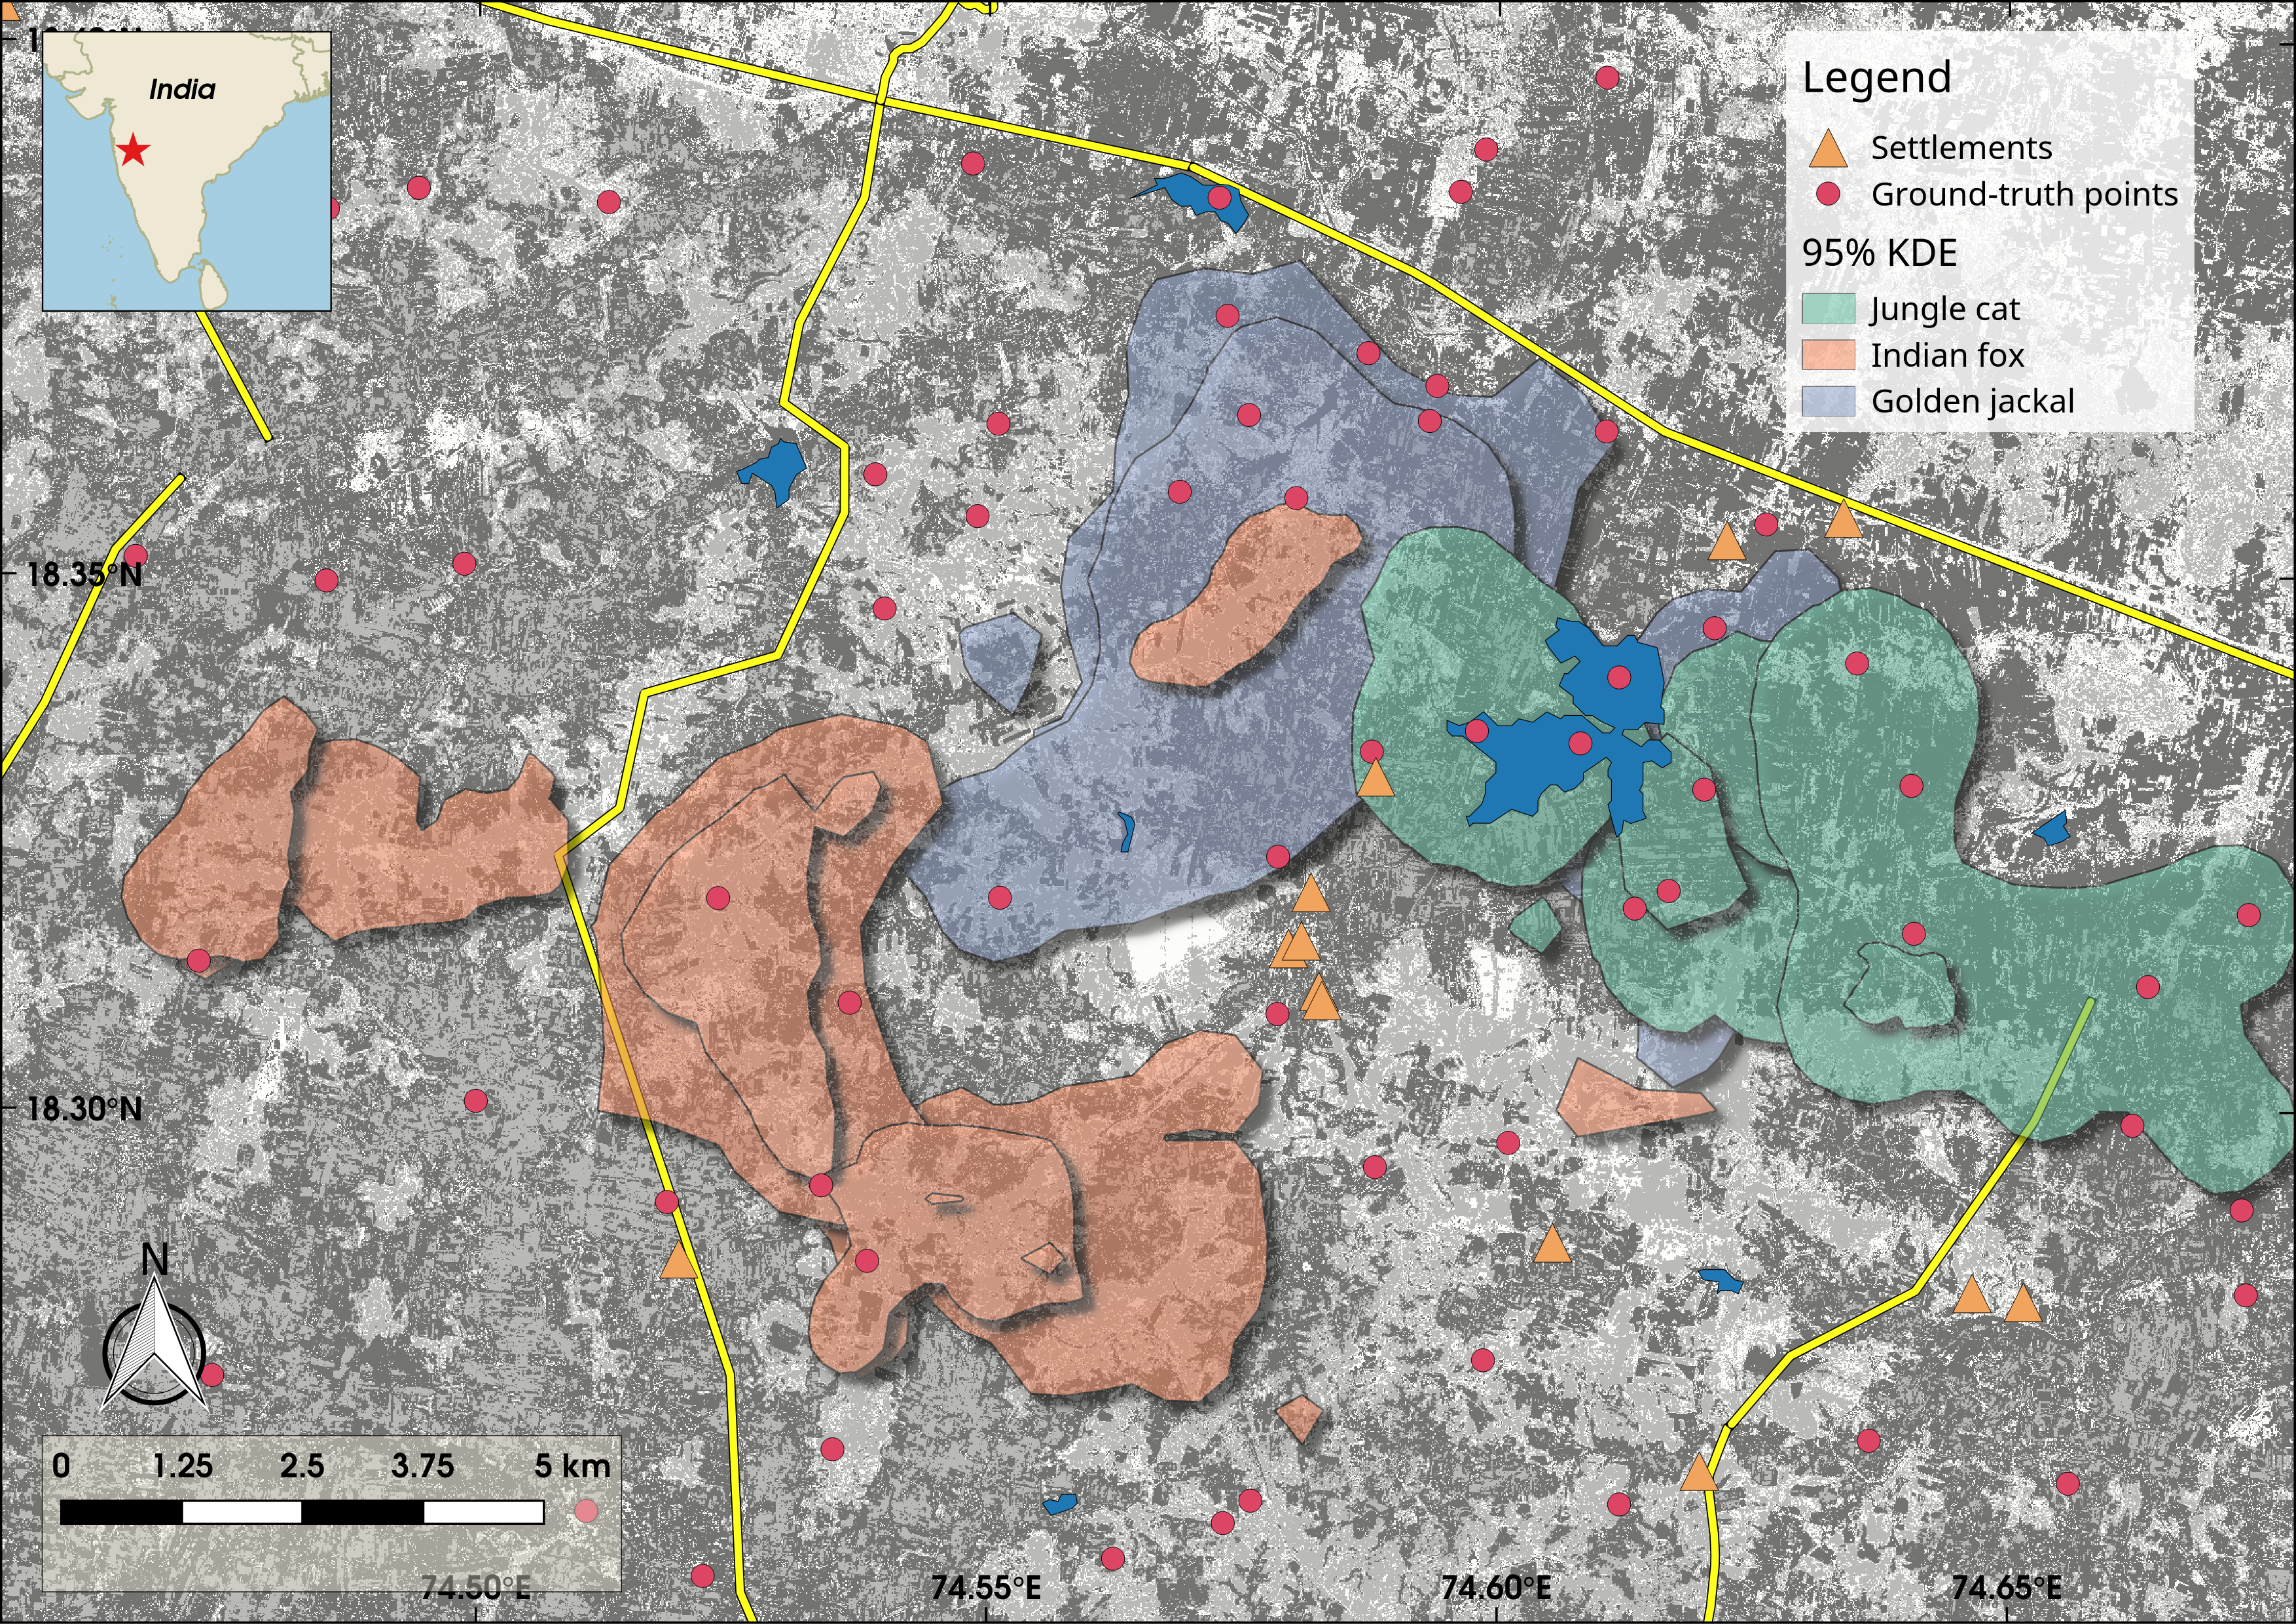 India
Legend
Settlements
Ground-truth points
95% KDE
Jungle cat
Indian fox
Golden jackal
18.35°N
18.30°N
N
0 1.25 2.5 3.75 5 km
74.50°E 74.55°E 74.60°E 74.65°E